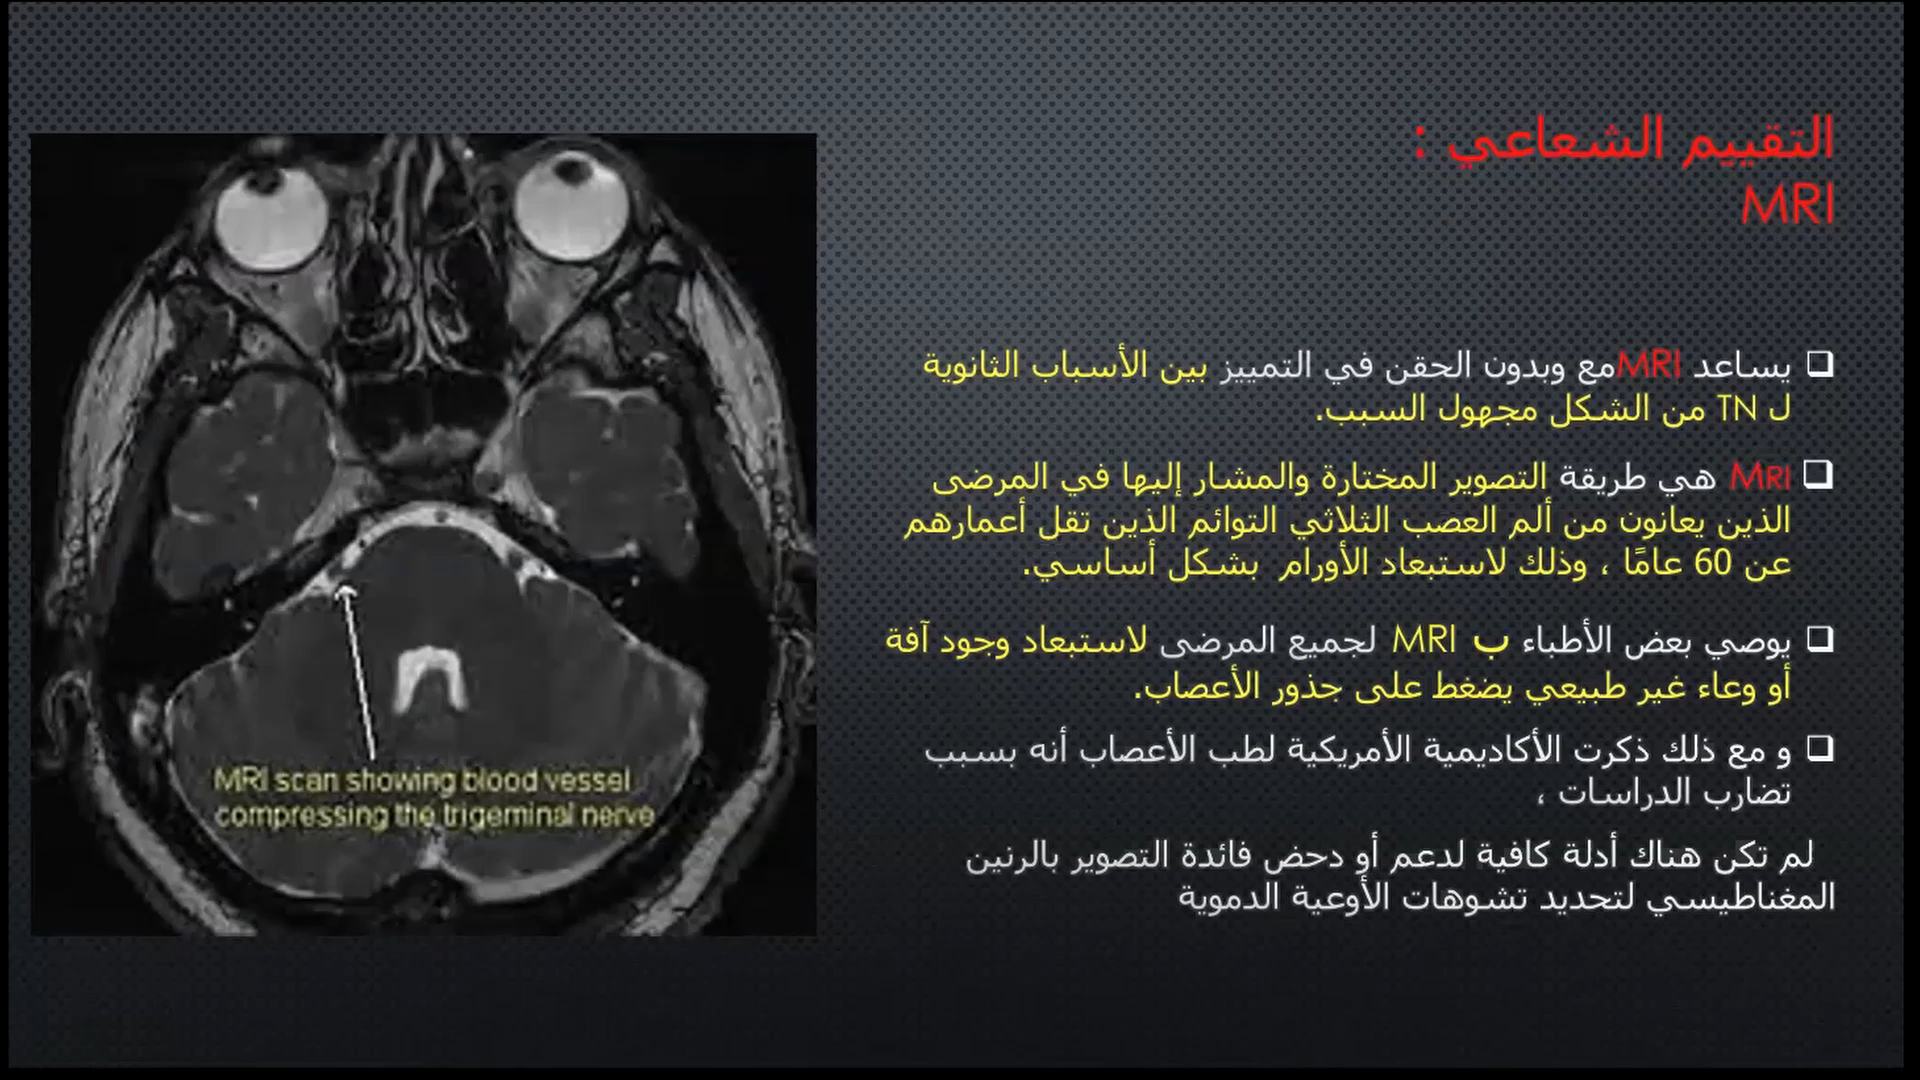 التقييم الشعاعي :
MRI
❑ يساعد MRIمع وبدون الحقن في التمييز بين الأسباب الثانوية
ل TN من الشكل مجهول السبب.
❑ MRI هي طريقة التصوير المختارة والمشار إليها في المرضى
الذين يعانون من ألم العصب الثلاثي التوائم الذين تقل أعمارهم
عن 60 عامًا ، وذلك لاستبعاد الأورام بشكل أساسي.
❑ يوصي بعض الأطباء ب MRI لجميع المرضى لاستبعاد وجود آفة
أو وعاء غير طبيعي يضغط على جذور الأعصاب.
❑ و مع ذلك ذكرت الأكاديمية الأمريكية لطب الأعصاب أنه بسبب
تضارب الدراسات ،
لم تكن هناك أدلة كافية لدعم أو دحض فائدة التصوير بالرنين
المغناطيسي لتحديد تشوهات الأوعية الدموية
MRI scan showing blood vessel
compressing the trigeminal nerve